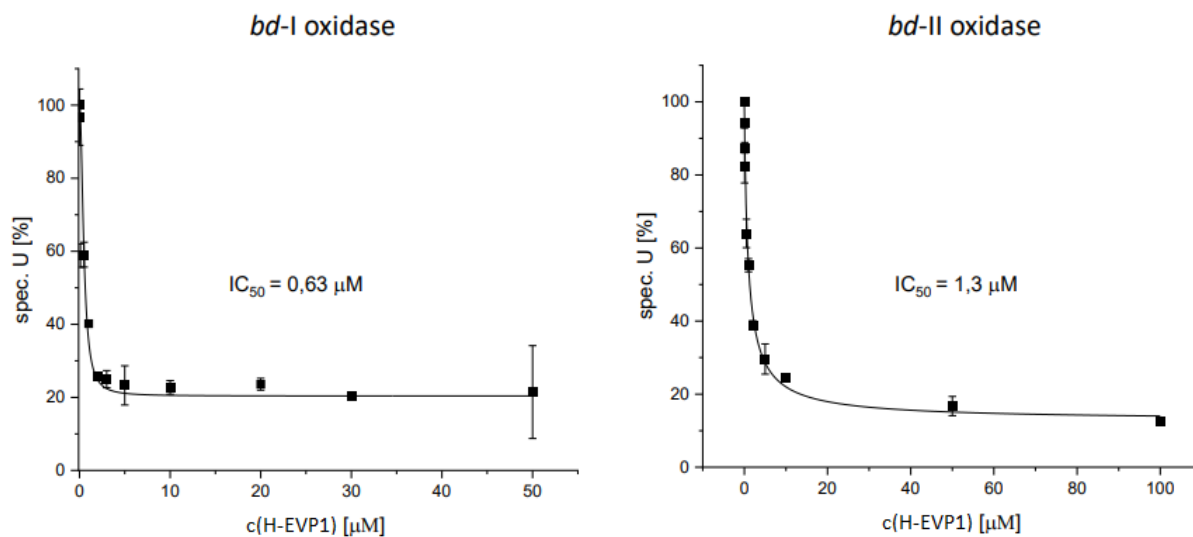 bd-I oxidase
100
80
60
40
20
0
spec. U [%]
IC50 = 0,63 μM
0 10 20 30 40 50
c(H-EVP1) [μM]
bd-II oxidase
100
80
60
40
20
0
spec. U [%]
IC50 = 1,3 μM
0 20 40 60 80 100
c(H-EVP1) [μM]